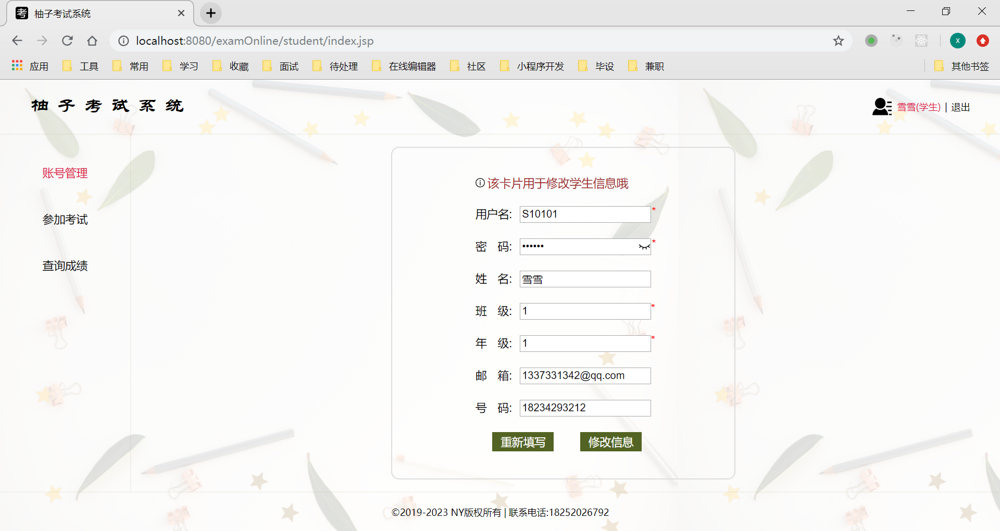 考 柚子考试系统
localhost:8080/examOnline/student/index.jsp
x
应用 工具 常用 收藏 学习 面试 待处理 在线编辑器 社区 小程序开发 毕设 兼职 其他书签
柚子考试系统
雪雪(学生) | 退出
账号管理
参加考试
查询成绩
该卡片用于修改学生信息哦
用户名: S10101 *
密 码: •••••• *
姓 名: 雪雪
班 级: 1 *
年 级: 1 *
邮 箱: 1337331342@qq.com
号 码: 18234293212
重新填写 修改信息
©2019-2023 NY版权所有 | 联系电话:18252026792